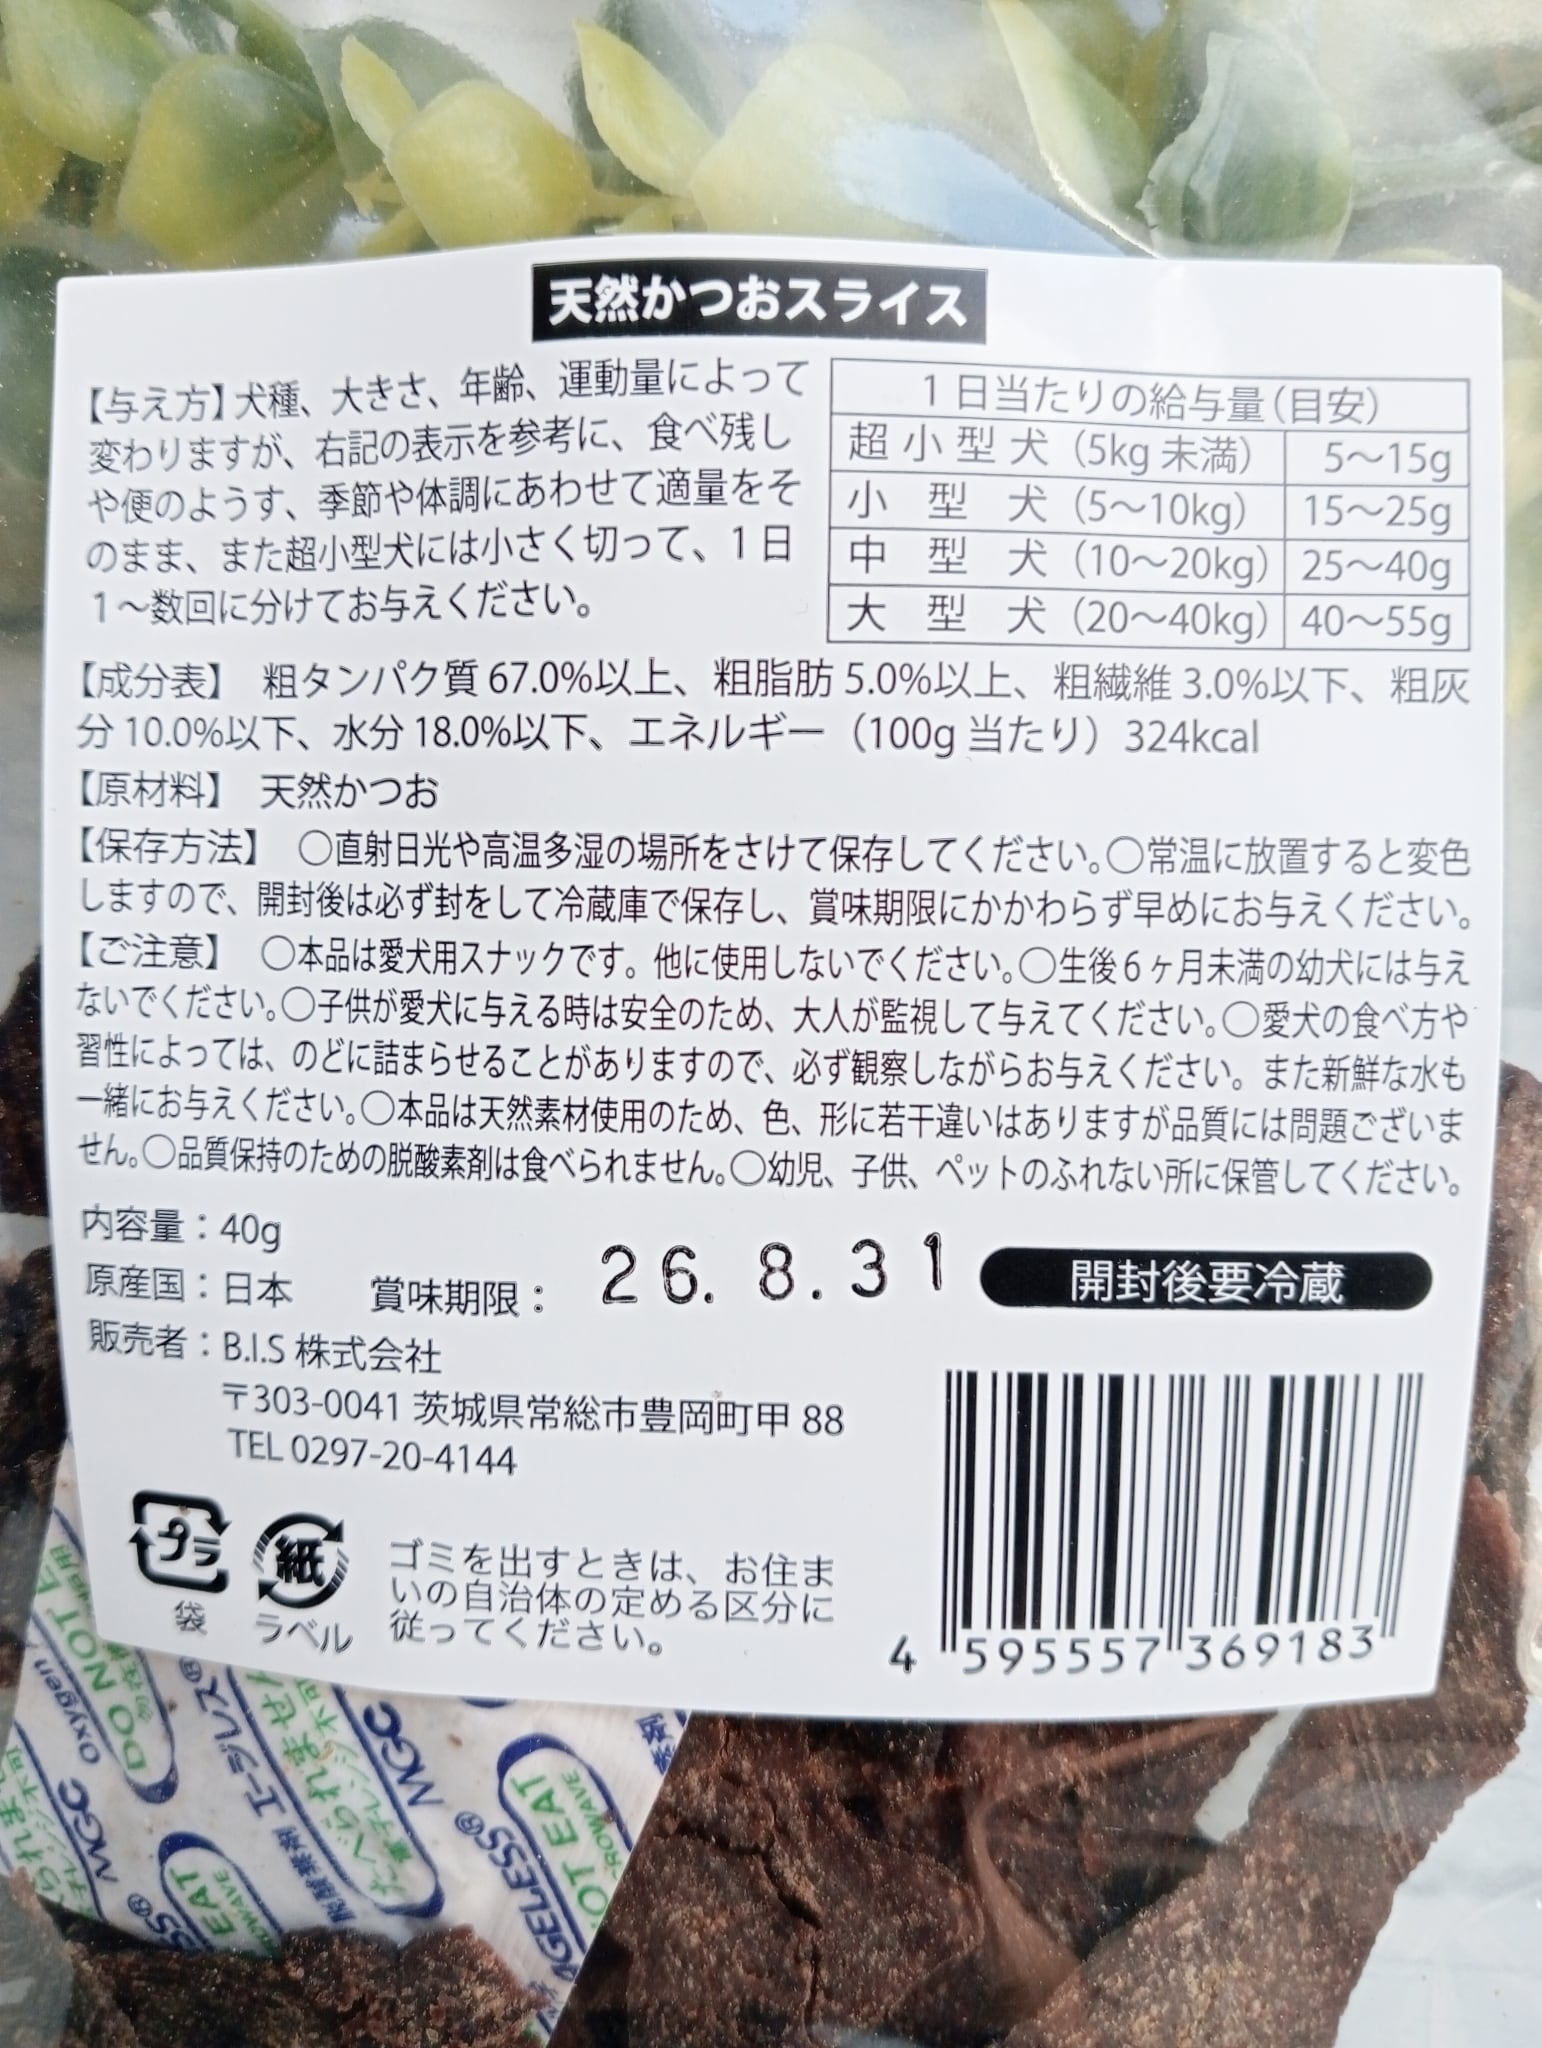 天然かつおスライス
【与え方】犬種、大きさ、年齢、運動量によって
変わりますが、右記の表示を参考に、食べ残し
や便のようす、季節や体調にあわせて適量をそ
のまま、また超小型犬には小さく切って、1日
1～数回に分けてお与えください。
1日当たりの給与量(目安)
超小型犬(5kg未満) 5～15g
小型犬(5～10kg) 15～25g
中型犬(10～20kg) 25～40g
大型犬(20～40kg) 40～55g
【成分表】 粗タンパク質 67.0%以上、粗脂肪 5.0%以上、粗繊維 3.0%以下、粗灰
分 10.0%以下、水分 18.0%以下、エネルギー（100g 当たり）324kcal
【原材料】 天然かつお
【保存方法】 ○直射日光や高温多湿の場所をさけて保存してください。○常温に放置すると変色
しますので、開封後は必ず封をして冷蔵庫で保存し、賞味期限にかかわらず早めにお与えください。
【ご注意】 ○本品は愛犬用スナックです。他に使用しないでください。○生後6ヶ月未満の幼犬には与え
ないでください。○子供が愛犬に与える時は安全のため、大人が監視して与えてください。○愛犬の食べ方や
習性によっては、のどに詰まらせることがありますので、必ず観察しながらお与えください。また新鮮な水も
一緒にお与えください。○本品は天然素材使用のため、色、形に若干違いはありますが品質には問題ございま
せん。○品質保持のための脱酸素剤は食べられません。○幼児、子供、ペットのふれない所に保管してください。
内容量：40g
原産国：日本 賞味期限： 26. 8. 31 開封後要冷蔵
販売者：B.I.S 株式会社
〒303-0041 茨城県常総市豊岡町甲 88
TEL 0297-20-4144
プラ 紙
袋 ラベル
ゴミを出すときは、お住ま
いの自治体の定める区分に
従ってください。
4 595557 369183
MGC
Oxygen
DO NOT
脱酸素剤 エージレス®
MGC
NOT EAT